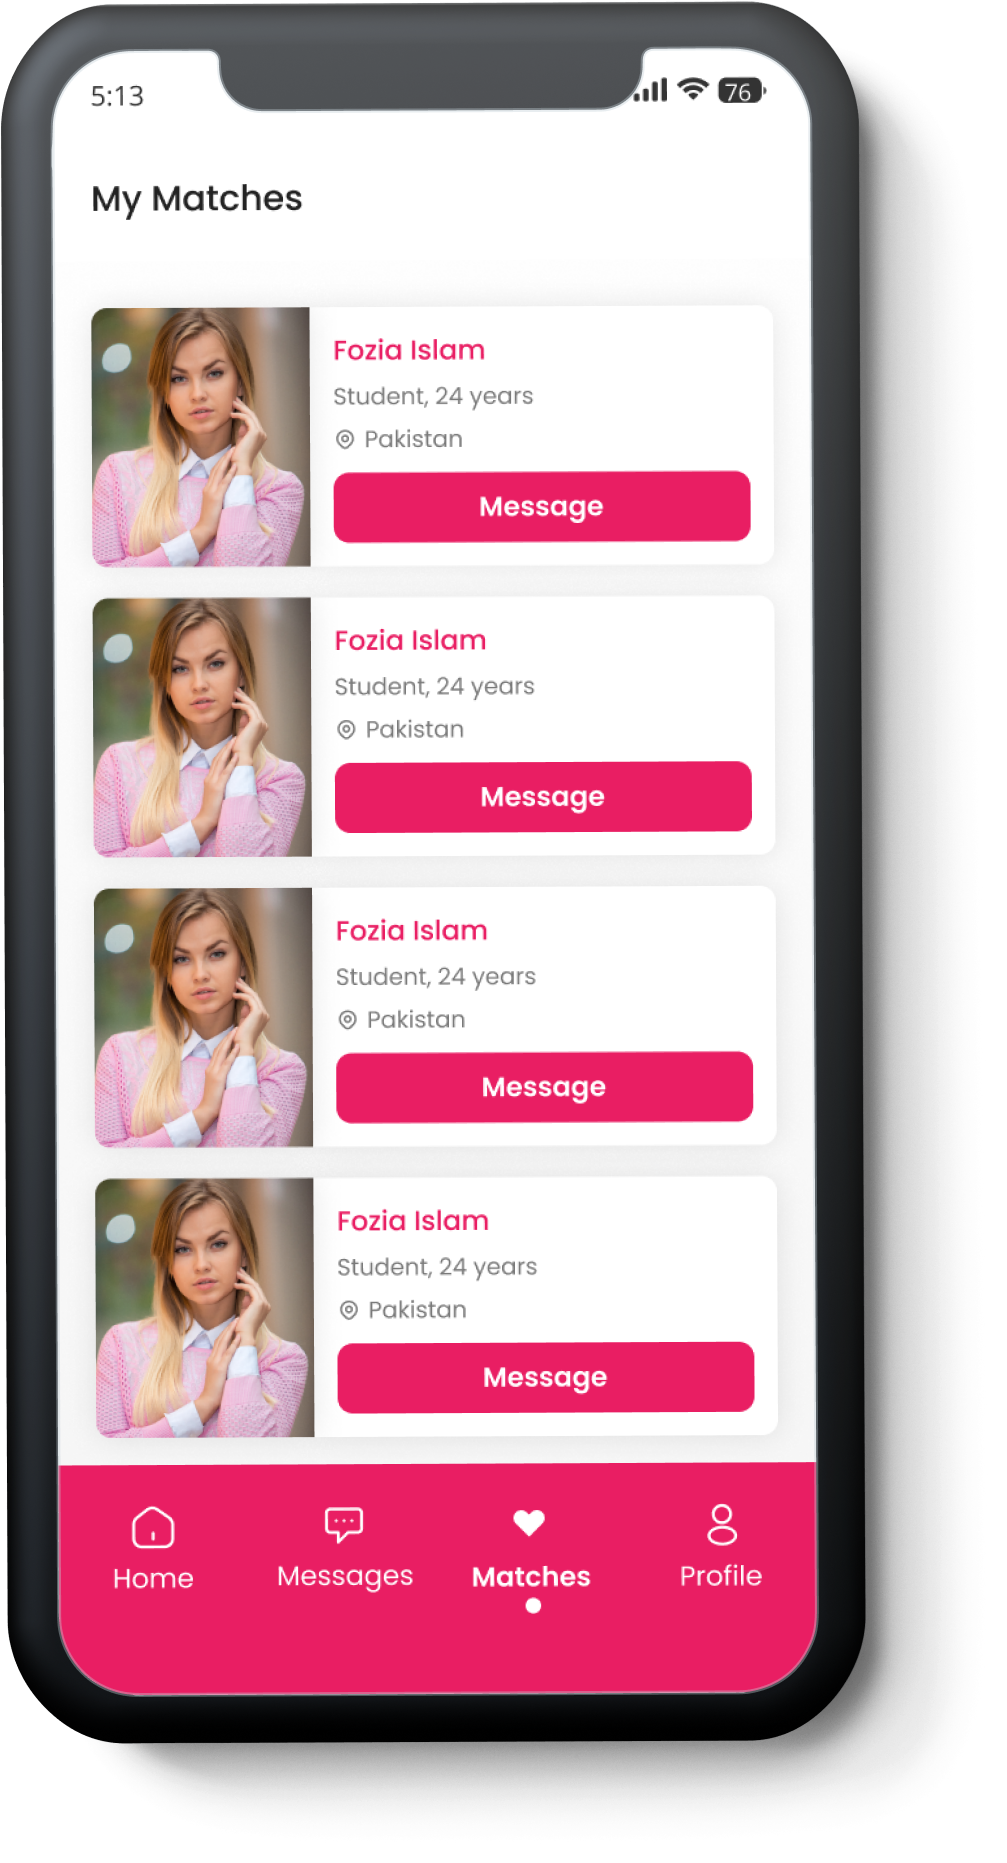 5:13
76
My Matches
Fozia Islam
Student, 24 years
Pakistan
Message
Fozia Islam
Student, 24 years
Pakistan
Message
Fozia Islam
Student, 24 years
Pakistan
Message
Fozia Islam
Student, 24 years
Pakistan
Message
Home
Messages
Matches
Profile